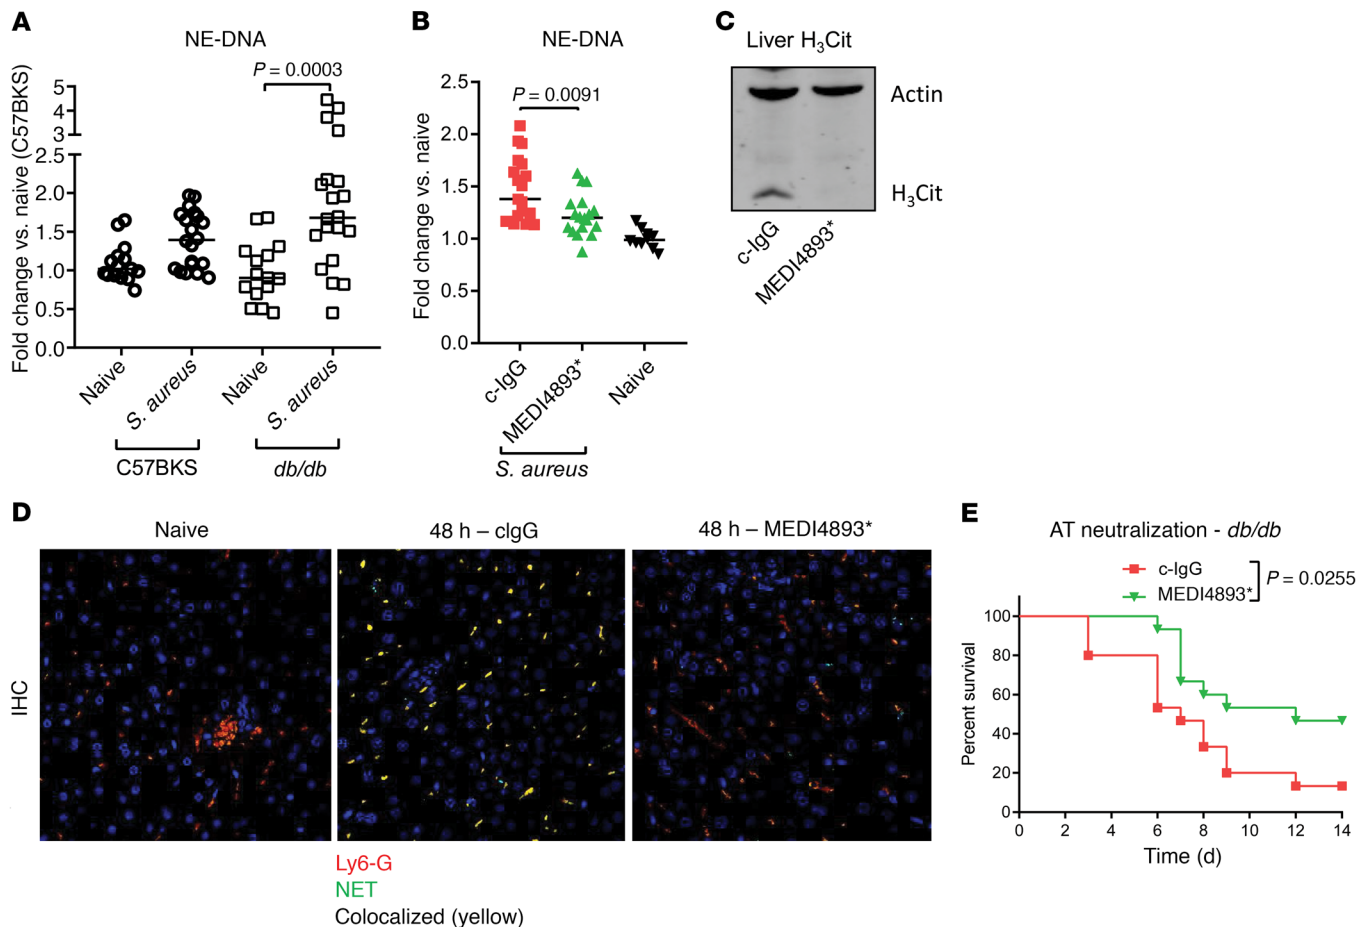 A
NE-DNA
Fold change vs. naive (C57BKS)
P = 0.0003
5
4
3
2.5
2.0
1.5
1.0
0.5
0.0
Naive
S. aureus
Naive
S. aureus
C57BKS
db/db
B
NE-DNA
Fold change vs. naive
P = 0.0091
2.5
2.0
1.5
1.0
0.5
0.0
c-IgG
MEDI4893*
Naive
S. aureus
C
Liver H₃Cit
Actin
H₃Cit
c-IgG
MEDI4893*
D
Naive
48 h – cIgG
48 h – MEDI4893*
IHC
Ly6-G
NET
Colocalized (yellow)
E
AT neutralization - db/db
c-IgG
MEDI4893*
P = 0.0255
Percent survival
100
80
60
40
20
0
0 2 4 6 8 10 12 14
Time (d)